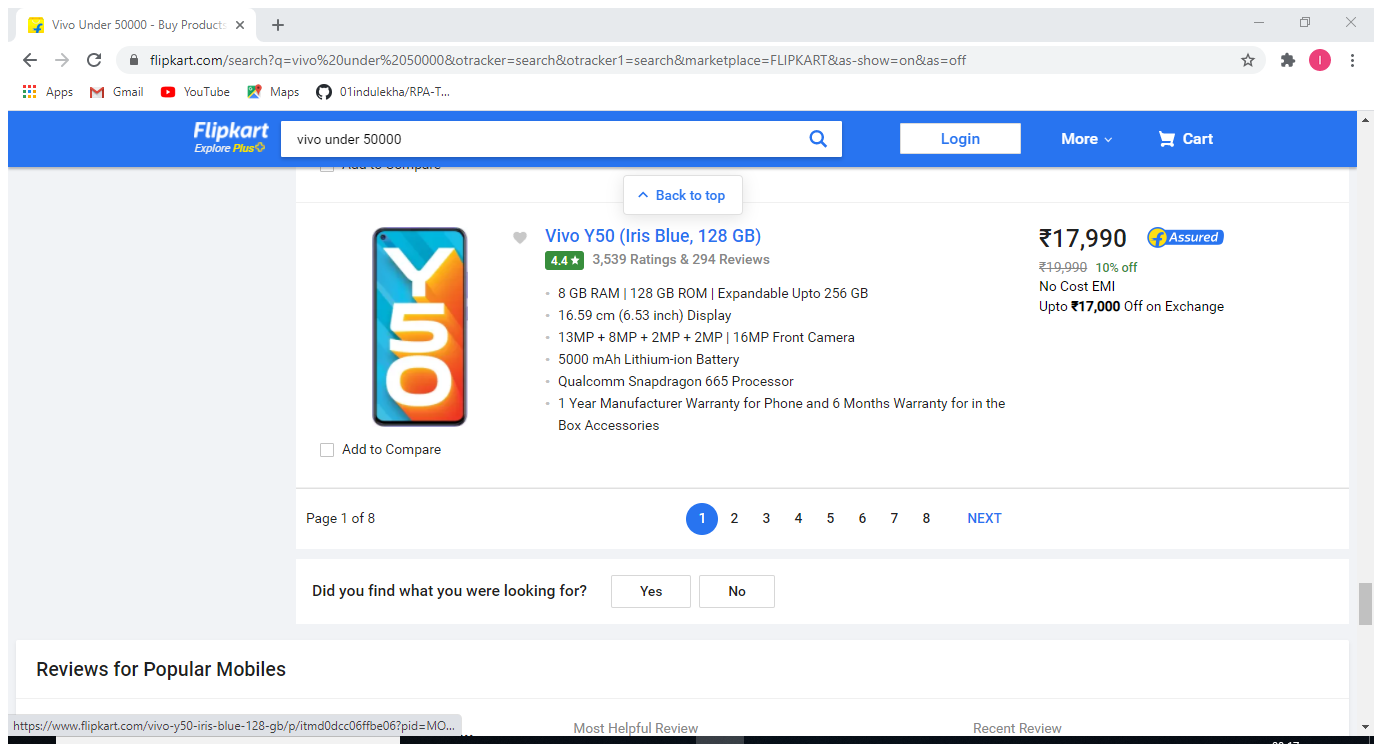 Vivo Under 50000 - Buy Products
flipkart.com/search?q=vivo%20under%2050000&otracker=search&otracker1=search&marketplace=FLIPKART&as-show=on&as=off
I
Apps
Gmail
YouTube
Maps
01indulekha/RPA-T...
Flipkart
Explore Plus
vivo under 50000
Login
More
Cart
Add to Compare
Back to top
Y50
Vivo Y50 (Iris Blue, 128 GB)
4.4★
3,539 Ratings & 294 Reviews
8 GB RAM | 128 GB ROM | Expandable Upto 256 GB
16.59 cm (6.53 inch) Display
13MP + 8MP + 2MP + 2MP | 16MP Front Camera
5000 mAh Lithium-ion Battery
Qualcomm Snapdragon 665 Processor
1 Year Manufacturer Warranty for Phone and 6 Months Warranty for in the
Box Accessories
₹17,990
Assured
₹19,990 10% off
No Cost EMI
Upto ₹17,000 Off on Exchange
Add to Compare
Page 1 of 8
1 2 3 4 5 6 7 8 NEXT
Did you find what you were looking for?
Yes
No
Reviews for Popular Mobiles
https://www.flipkart.com/vivo-y50-iris-blue-128-gb/p/itmd0dcc06ffbe06?pid=MO...
Most Helpful Review
Recent Review